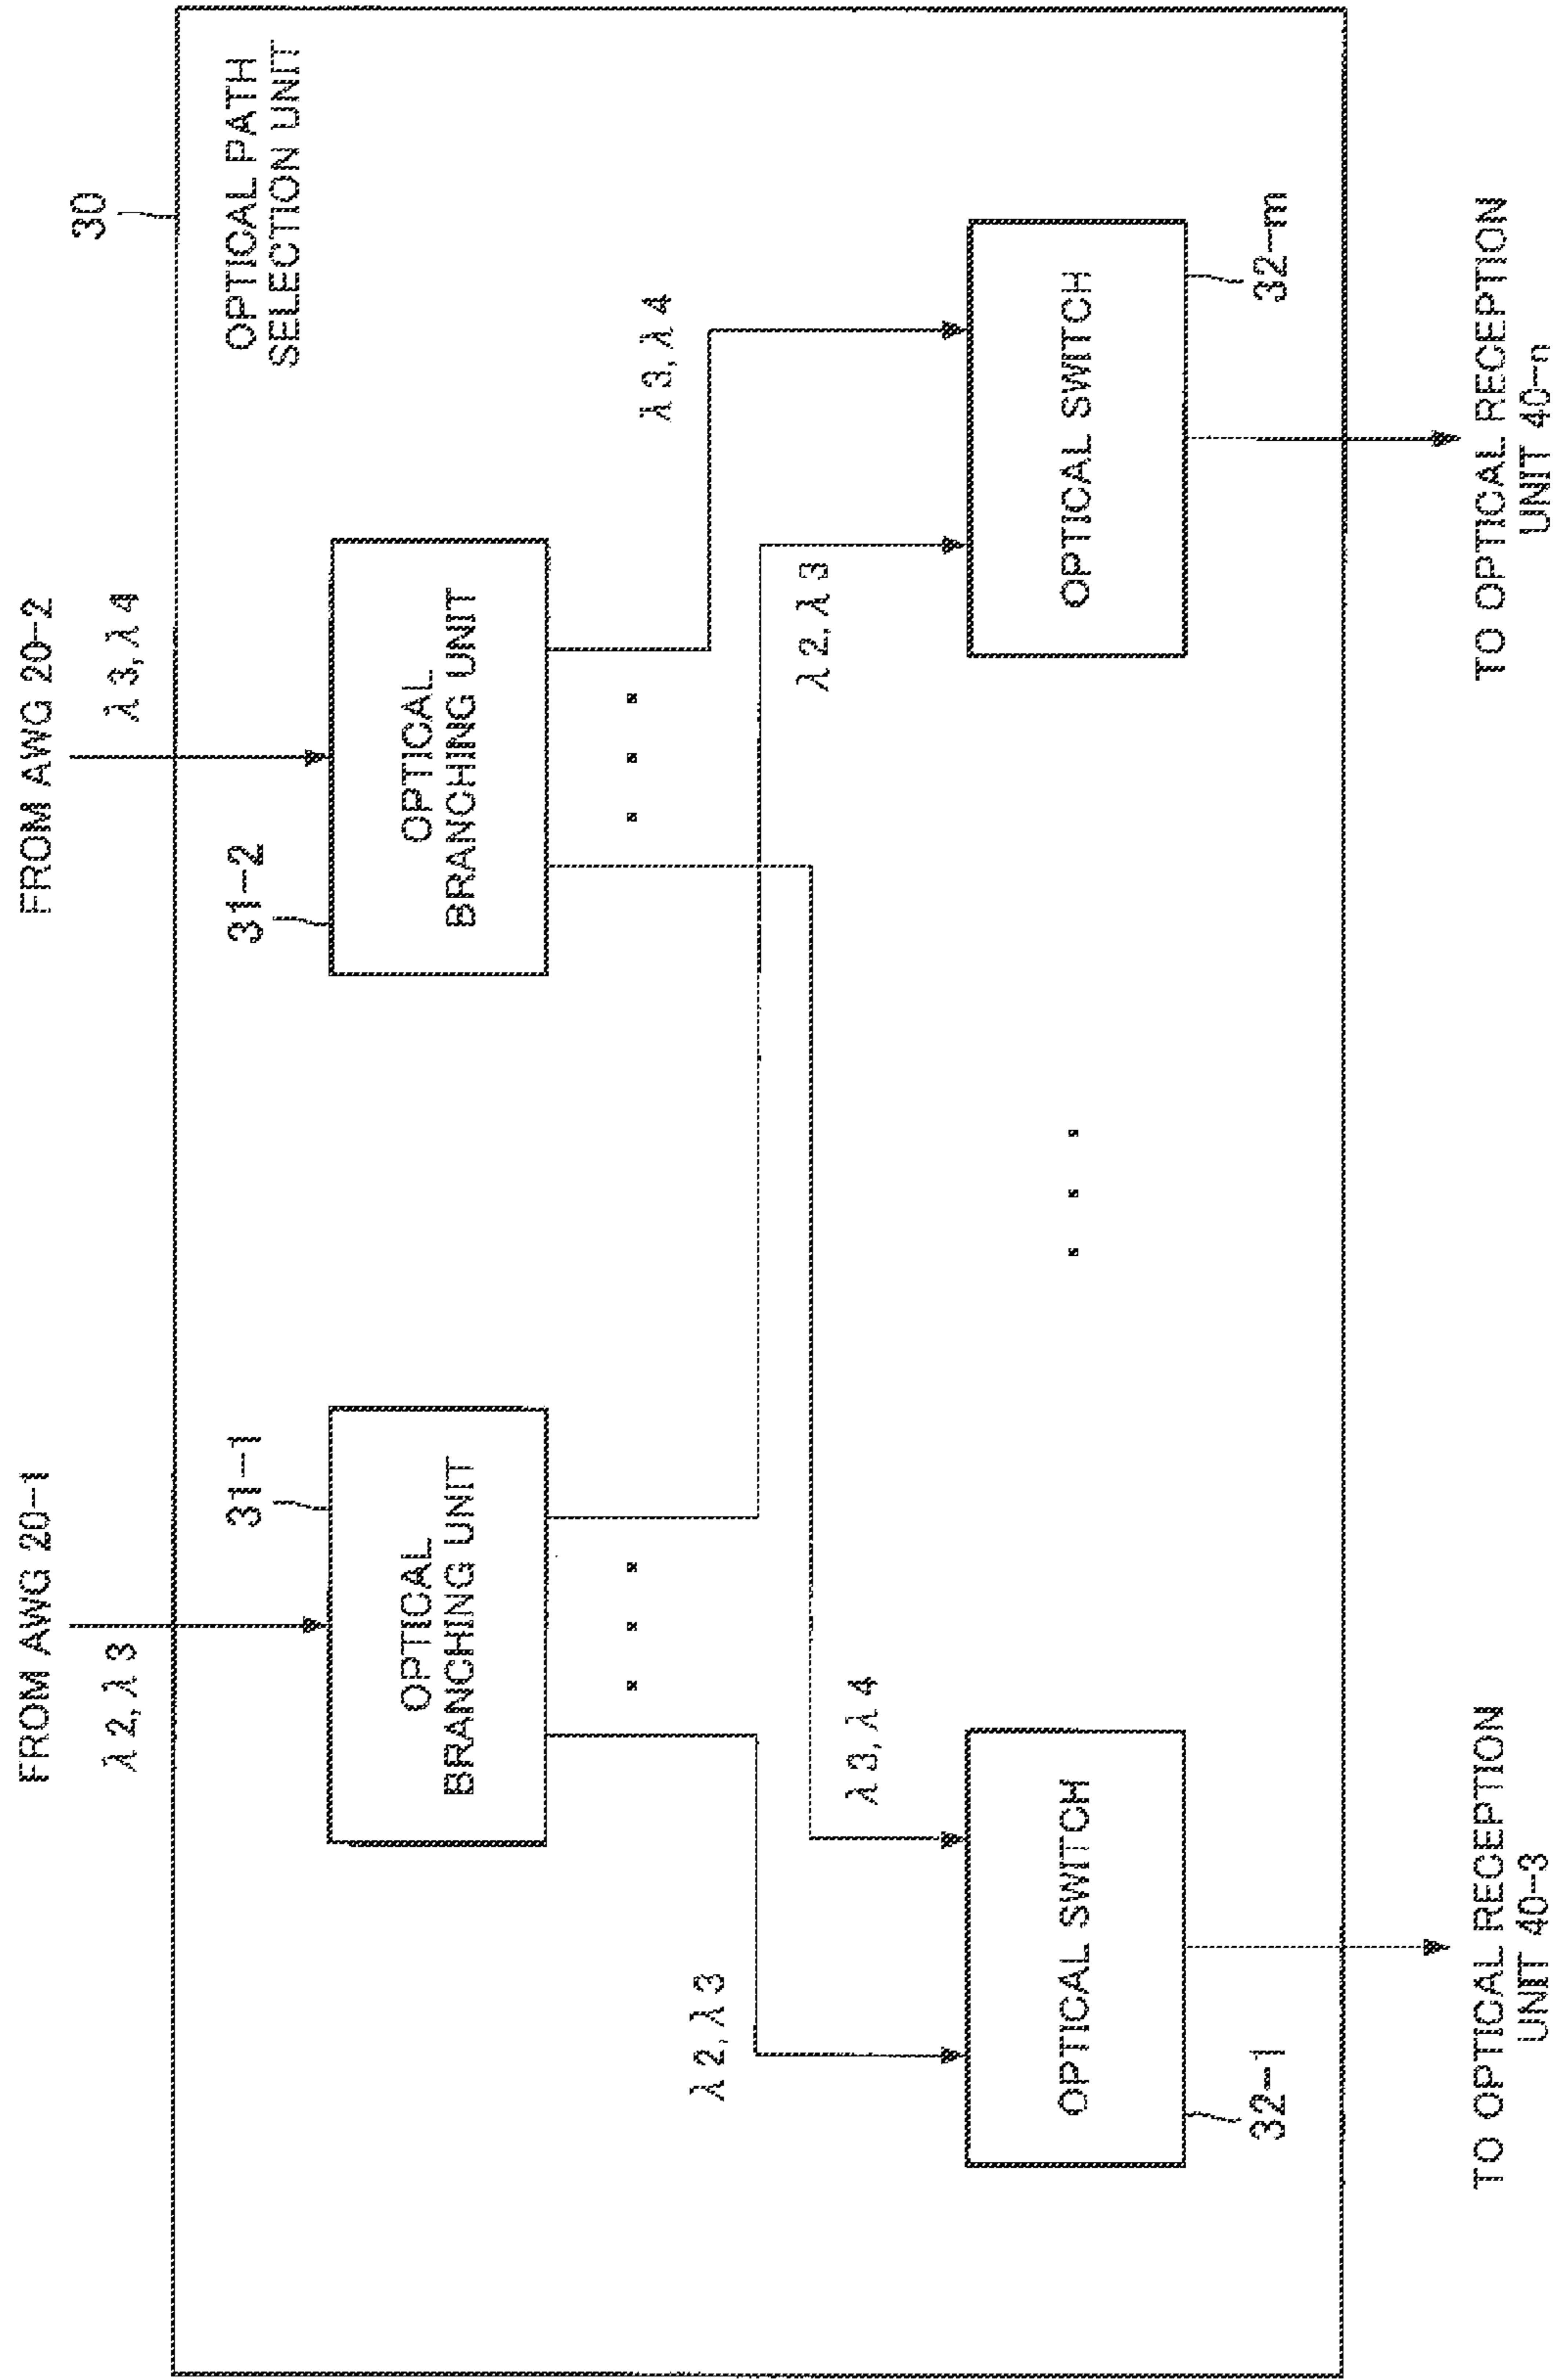 FROM AWG 20-1
λ2, λ3
FROM AWG 20-2
λ3, λ4
30
OPTICAL PATH
SELECTION UNIT
31-1
OPTICAL
BRANCHING UNIT
31-2
OPTICAL
BRANCHING UNIT
λ2, λ3
λ3, λ4
λ2, λ3
λ3, λ4
OPTICAL SWITCH
32-1
OPTICAL SWITCH
32-m
TO OPTICAL RECEPTION
UNIT 40-3
TO OPTICAL RECEPTION
UNIT 40-n